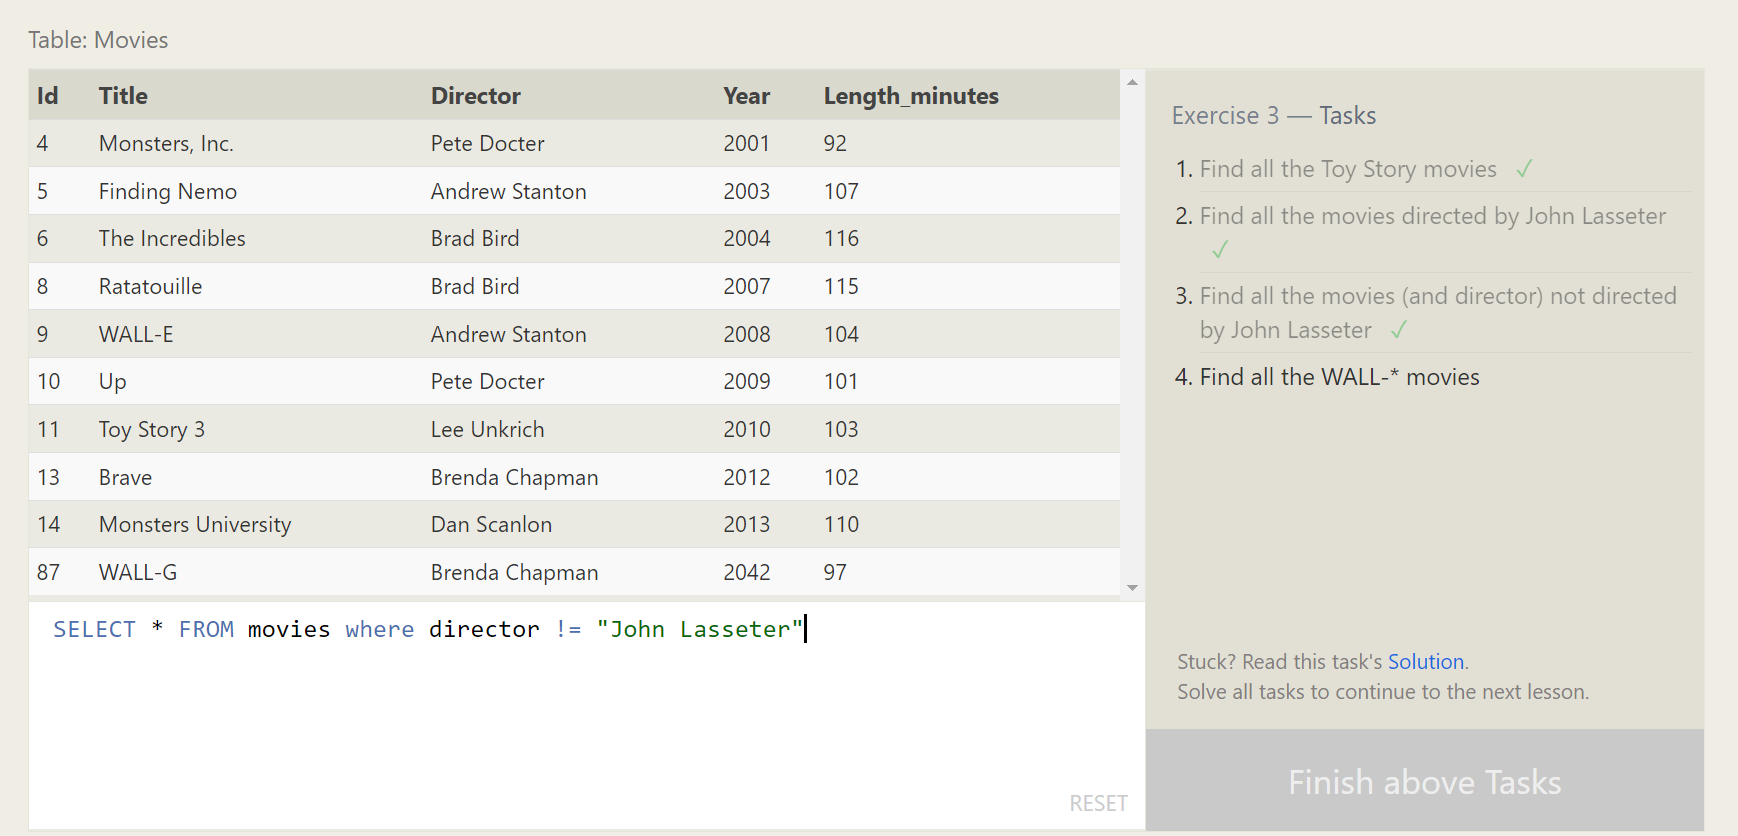 Table: Movies
Id Title Director Year Length_minutes
4 Monsters, Inc. Pete Docter 2001 92
5 Finding Nemo Andrew Stanton 2003 107
6 The Incredibles Brad Bird 2004 116
8 Ratatouille Brad Bird 2007 115
9 WALL-E Andrew Stanton 2008 104
10 Up Pete Docter 2009 101
11 Toy Story 3 Lee Unkrich 2010 103
13 Brave Brenda Chapman 2012 102
14 Monsters University Dan Scanlon 2013 110
87 WALL-G Brenda Chapman 2042 97
SELECT * FROM movies where director != "John Lasseter"
RESET
Exercise 3 — Tasks
1. Find all the Toy Story movies ✓
2. Find all the movies directed by John Lasseter
✓
3. Find all the movies (and director) not directed
by John Lasseter ✓
4. Find all the WALL-* movies
Stuck? Read this task's Solution.
Solve all tasks to continue to the next lesson.
Finish above Tasks